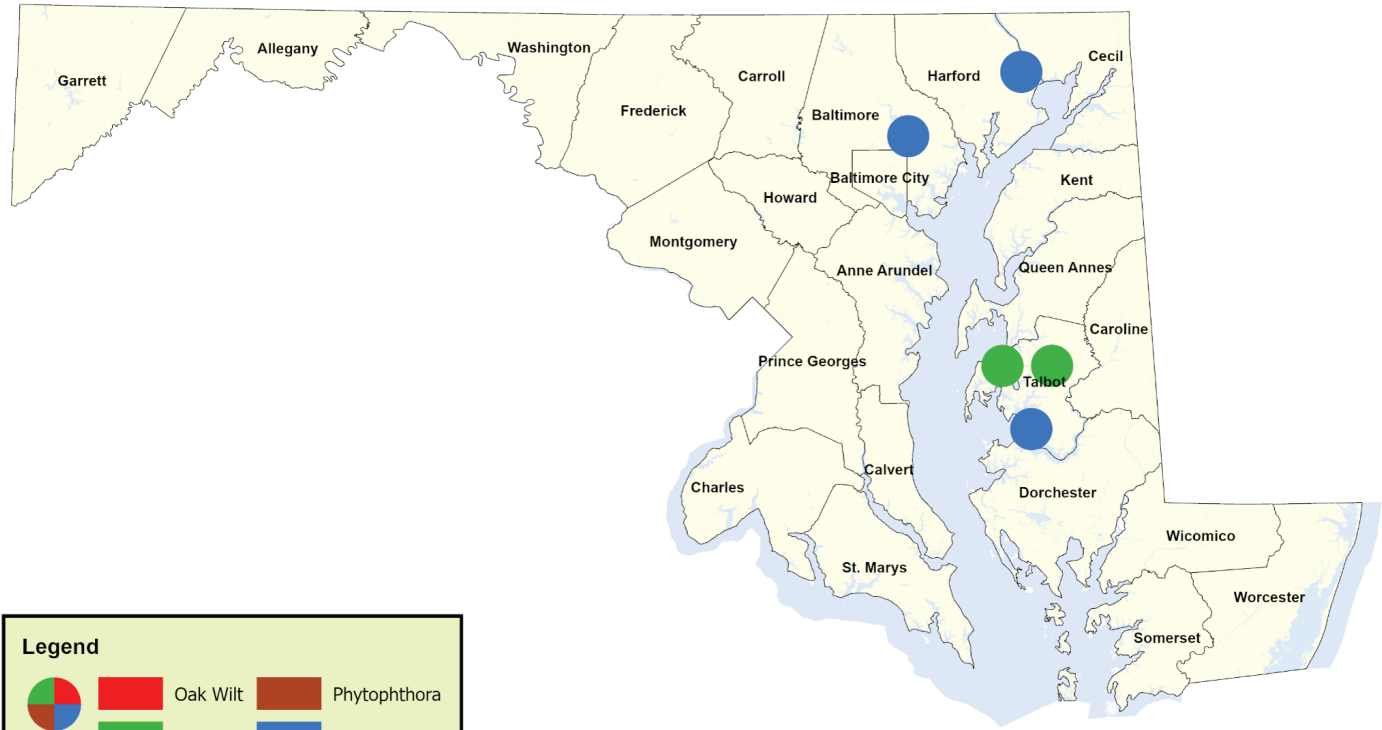 Garrett
Allegany
Washington
Frederick
Carroll
Baltimore
Harford
Cecil
Baltimore City
Howard
Montgomery
Kent
Anne Arundel
Queen Annes
Caroline
Prince Georges
Talbot
Calvert
Charles
Dorchester
St. Marys
Wicomico
Worcester
Somerset
Legend
Oak Wilt Phytophthora